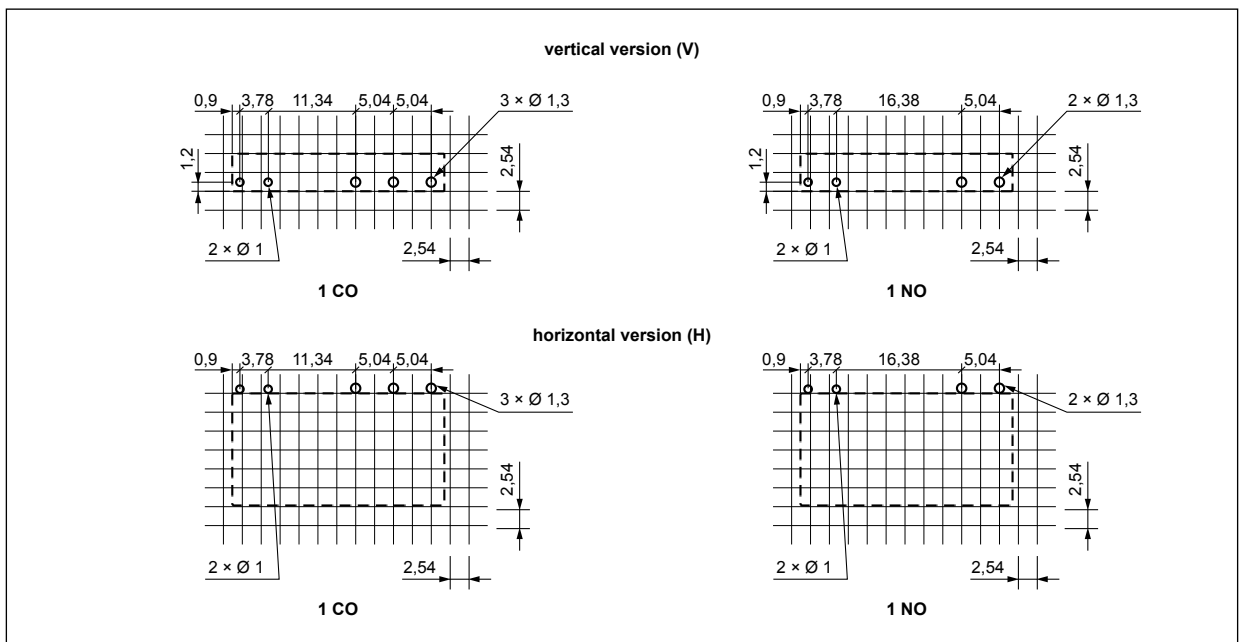 vertical version (V)
0,9 3,78 11,34 5,04 5,04 3 × Ø 1,3
1,2
2,54
2 × Ø 1 2,54
1 CO
0,9 3,78 16,38 5,04 2 × Ø 1,3
1,2
2,54
2 × Ø 1 2,54
1 NO
horizontal version (H)
0,9 3,78 11,34 5,04 5,04
3 × Ø 1,3
2,54
2 × Ø 1 2,54
1 CO
0,9 3,78 16,38 5,04
2 × Ø 1,3
2,54
2 × Ø 1 2,54
1 NO